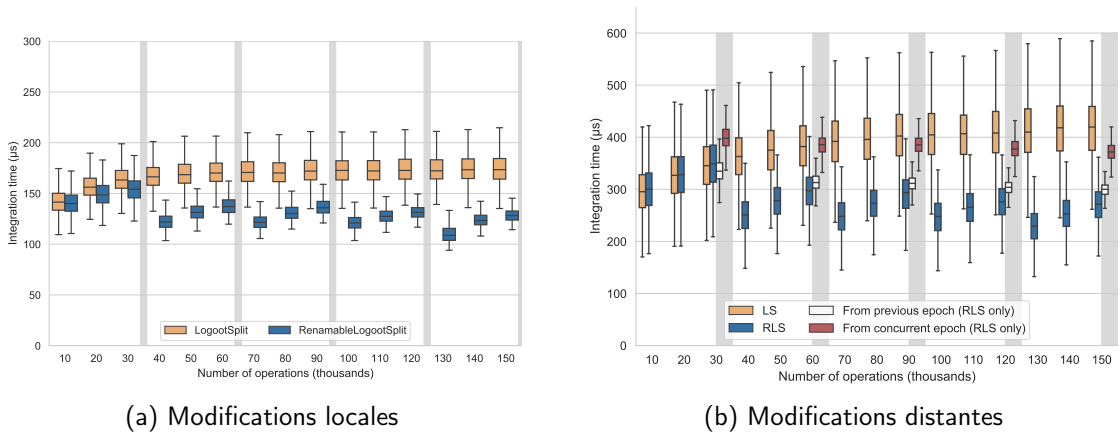 300
250
200
150
100
50
0
Integration time (µs)
LogootSplit
RenamableLogootSplit
10 20 30 40 50 60 70 80 90 100 110 120 130 140 150
Number of operations (thousands)
(a) Modifications locales
600
500
400
300
200
100
0
Integration time (µs)
LS
RLS
From previous epoch (RLS only)
From concurrent epoch (RLS only)
10 20 30 40 50 60 70 80 90 100 110 120 130 140 150
Number of operations (thousands)
(b) Modifications distantes